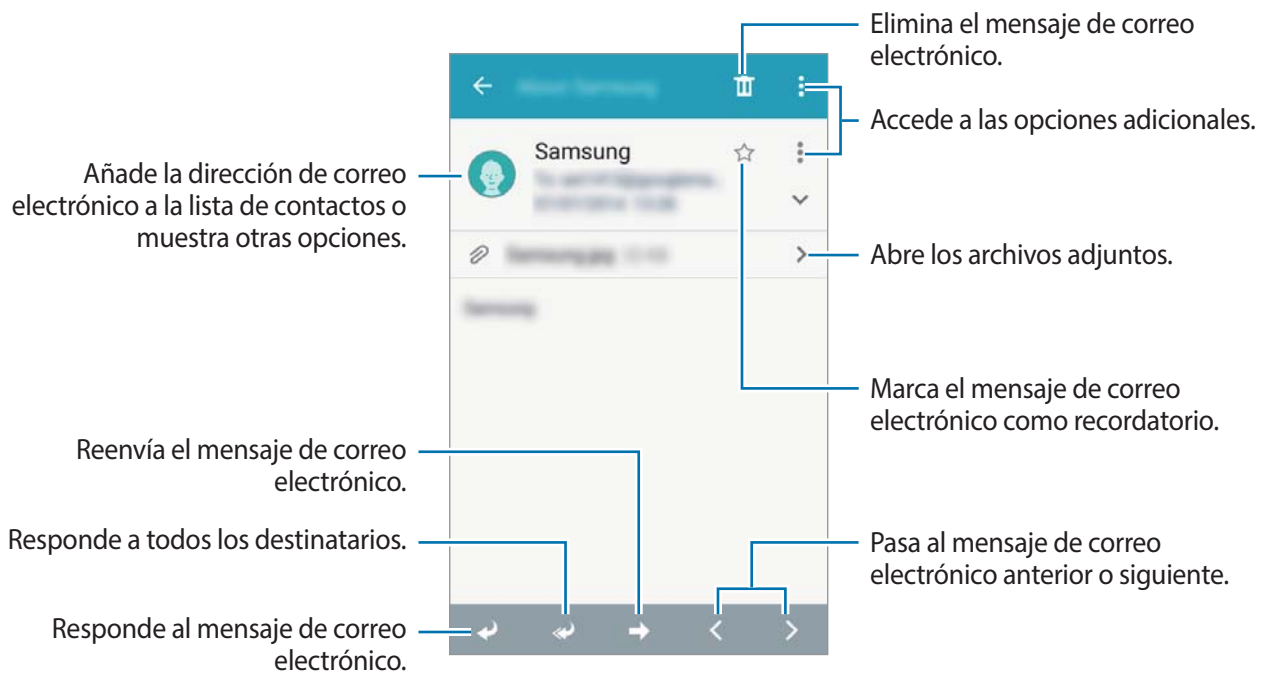 Elimina el mensaje de correo
electrónico.
Accede a las opciones adicionales.
Samsung
Añade la dirección de correo
electrónico a la lista de contactos o
muestra otras opciones.
Abre los archivos adjuntos.
Marca el mensaje de correo
electrónico como recordatorio.
Reenvía el mensaje de correo
electrónico.
Responde a todos los destinatarios.
Pasa al mensaje de correo
electrónico anterior o siguiente.
Responde al mensaje de correo
electrónico.